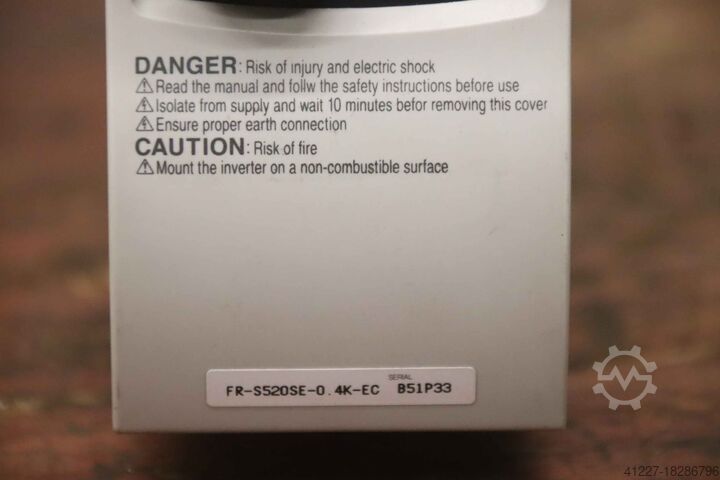 DANGER: Risk of injury and electric shock
Read the manual and follw the safety instructions before use
Isolate from supply and wait 10 minutes befor removing this cover
Ensure proper earth connection
CAUTION: Risk of fire
Mount the inverter on a non-combustible surface
SERIAL
FR-S520SE-0.4K-EC B51P33
41227-18286796